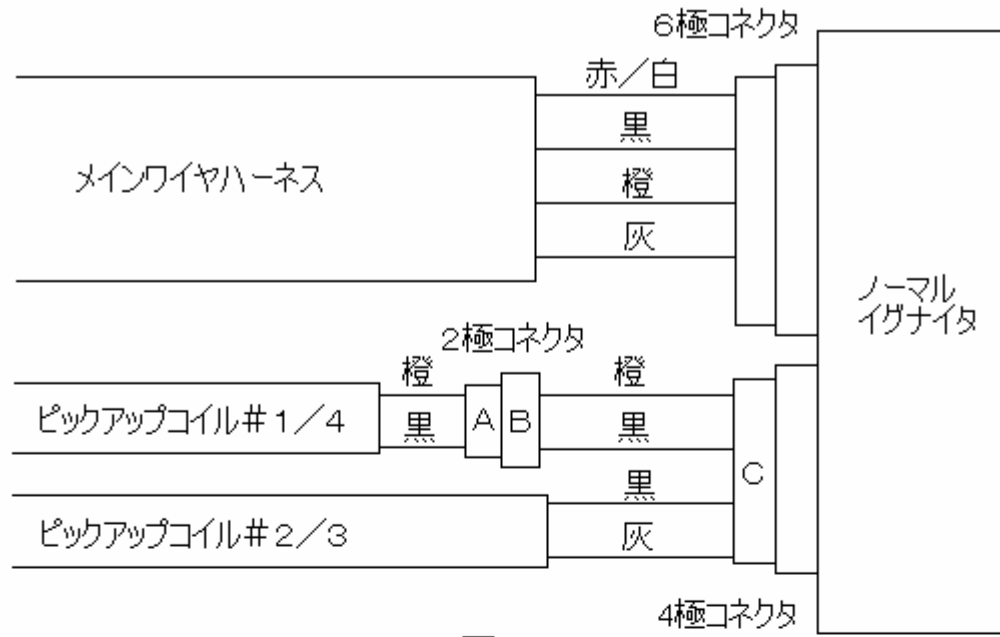 6極コネクタ
赤／白
黒
メインワイヤハーネス
橙
灰
ノーマル
イグナイタ
2極コネクタ
橙
橙
ピックアップコイル＃1／4
黒
A
B
黒
黒
C
ピックアップコイル＃2／3
灰
4極コネクタ